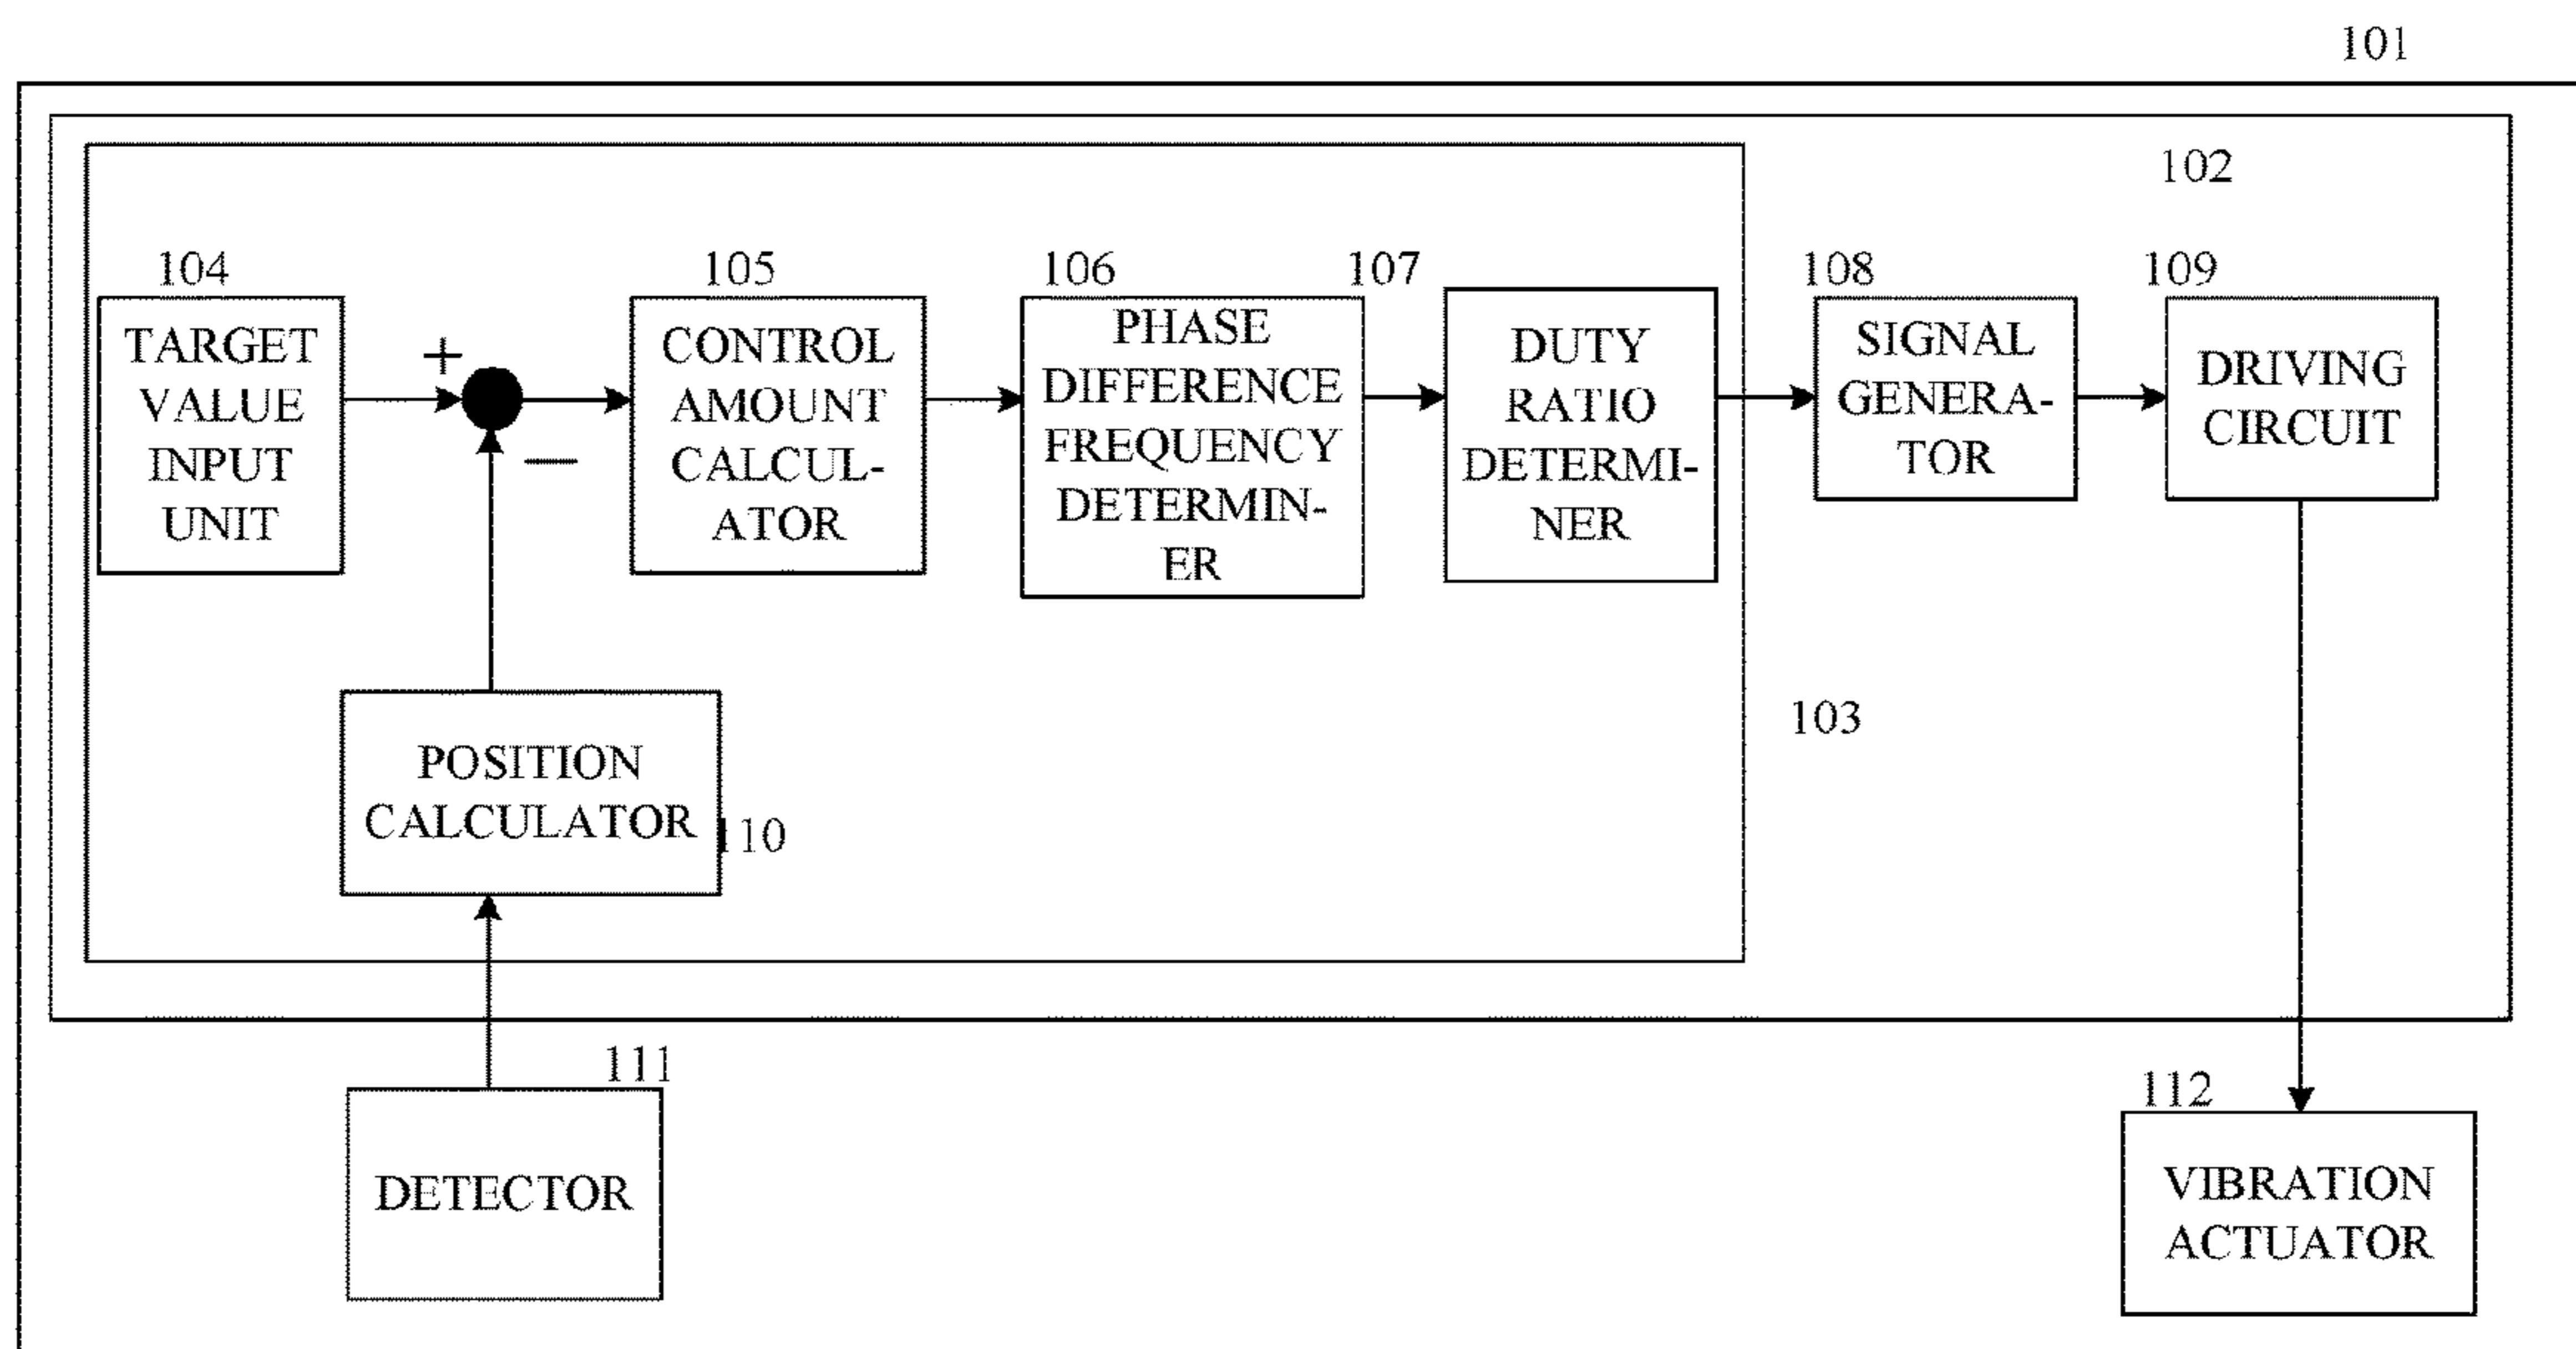 101
102
104
TARGET
VALUE
INPUT
UNIT
+
—
105
CONTROL
AMOUNT
CALCUL-
ATOR
106
PHASE
DIFFERENCE
FREQUENCY
DETERMIN-
ER
107
DUTY
RATIO
DETERMI-
NER
108
SIGNAL
GENERA-
TOR
109
DRIVING
CIRCUIT
103
POSITION
CALCULATOR
110
111
DETECTOR
112
VIBRATION
ACTUATOR